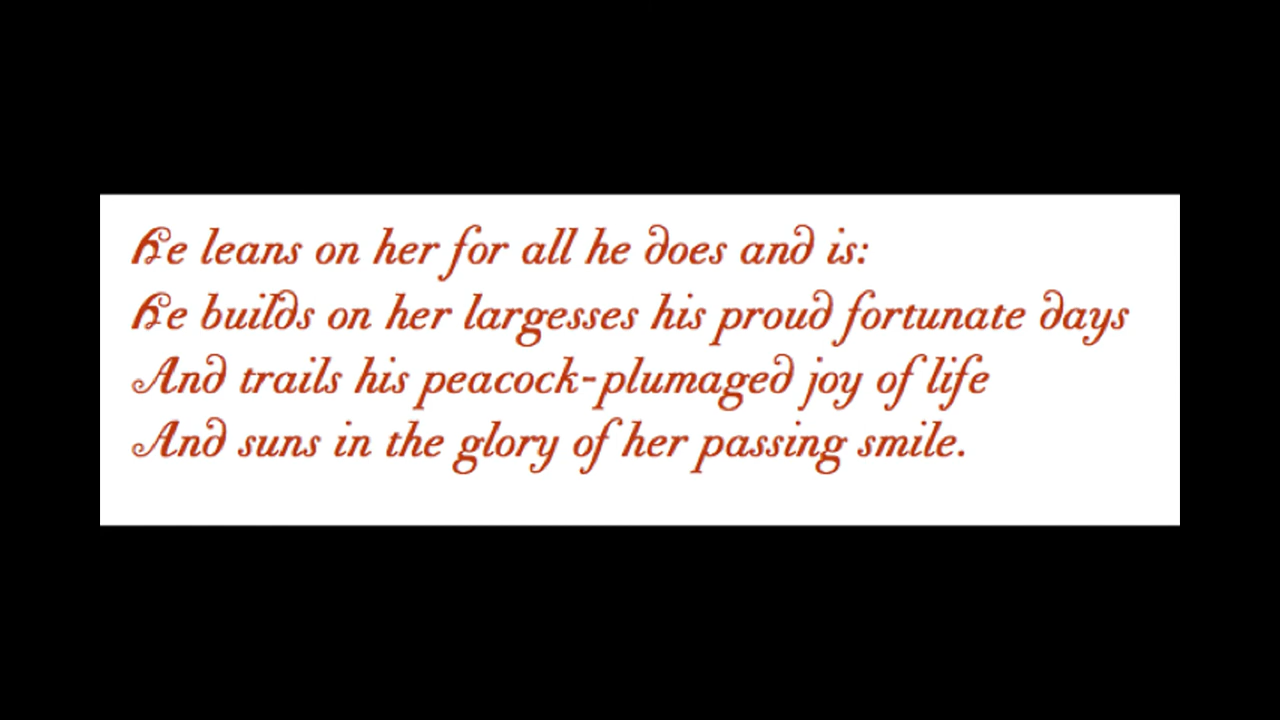 He leans on her for all he does and is:
He builds on her largesses his proud fortunate days
And trails his peacock-plumaged joy of life
And suns in the glory of her passing smile.